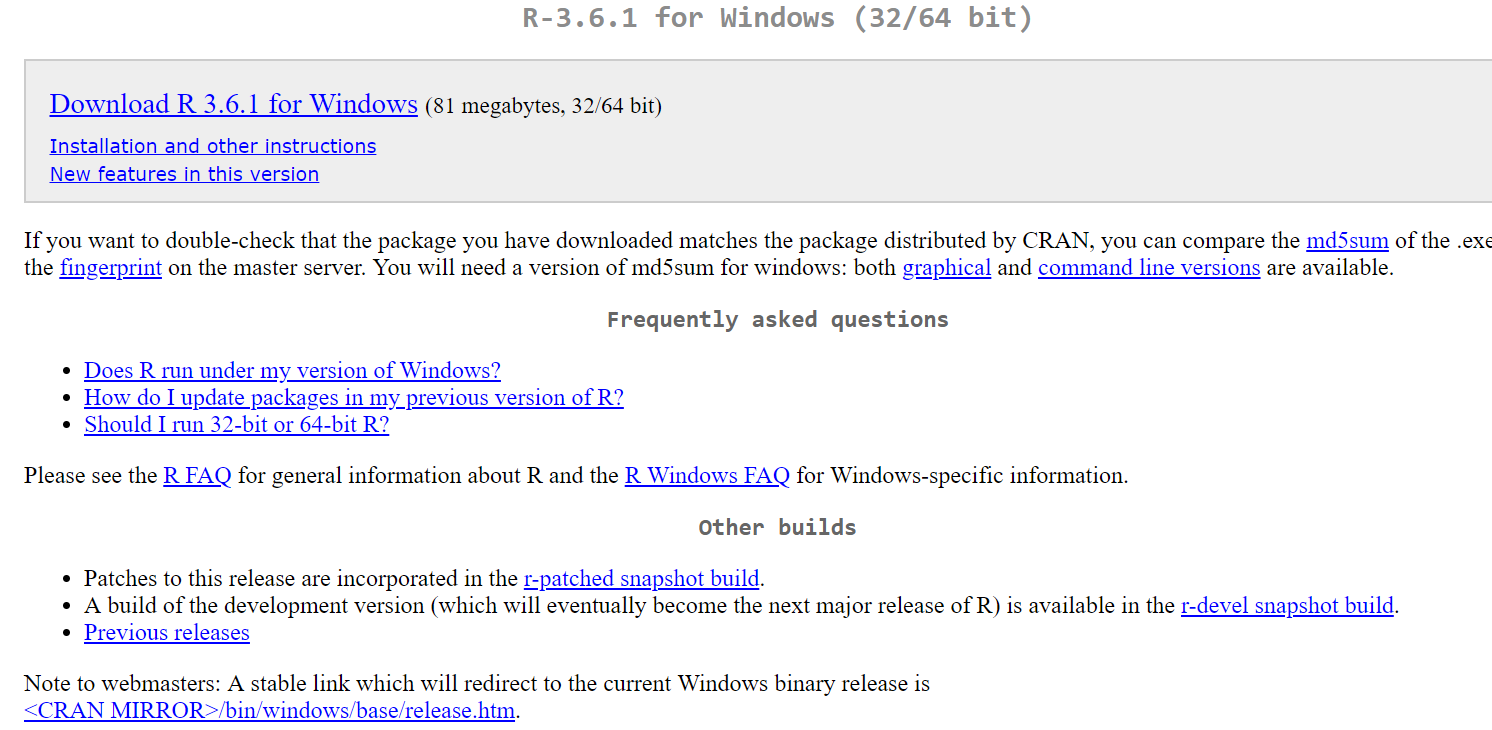 R-3.6.1 for Windows (32/64 bit)
Download R 3.6.1 for Windows (81 megabytes, 32/64 bit)
Installation and other instructions
New features in this version
If you want to double-check that the package you have downloaded matches the package distributed by CRAN, you can compare the md5sum of the .exe
the fingerprint on the master server. You will need a version of md5sum for windows: both graphical and command line versions are available.
Frequently asked questions
• Does R run under my version of Windows?
• How do I update packages in my previous version of R?
• Should I run 32-bit or 64-bit R?
Please see the R FAQ for general information about R and the R Windows FAQ for Windows-specific information.
Other builds
• Patches to this release are incorporated in the r-patched snapshot build.
• A build of the development version (which will eventually become the next major release of R) is available in the r-devel snapshot build.
• Previous releases
Note to webmasters: A stable link which will redirect to the current Windows binary release is
<CRAN MIRROR>/bin/windows/base/release.htm.